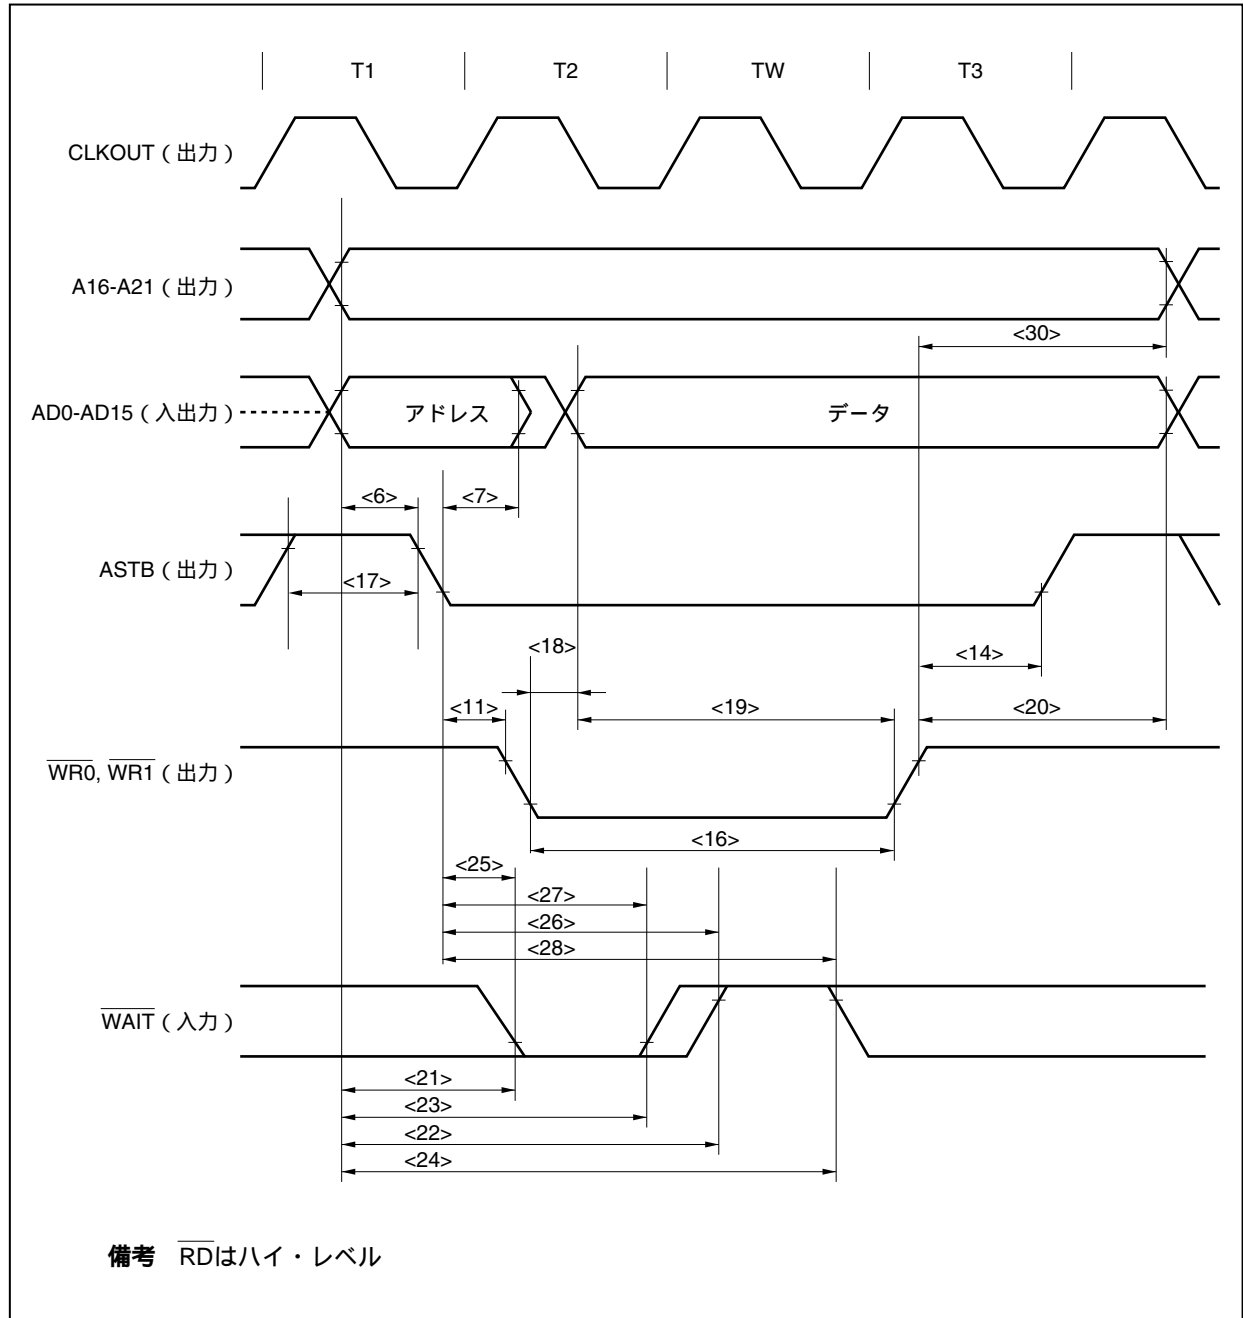 T1 T2 TW T3
CLKOUT（出力）
A16-A21（出力）
<30>
AD0-AD15（入出力） アドレス データ
<6> <7>
ASTB（出力）
<17>
<18> <14>
<11> <19> <20>
WR0, WR1（出力）
<16>
<25>
<27>
<26>
<28>
WAIT（入力）
<21>
<23>
<22>
<24>
備考 RDはハイ・レベル